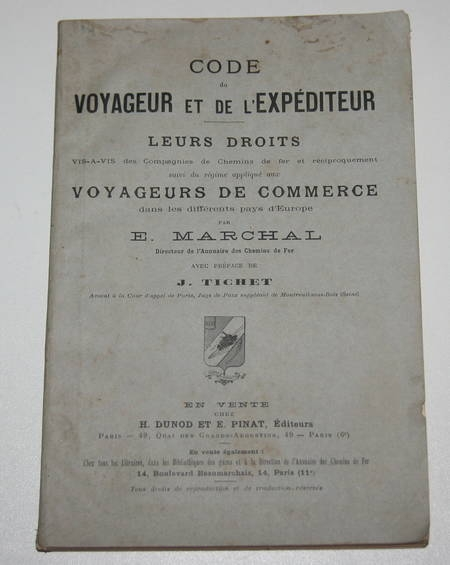 CODE
du
VOYAGEUR ET DE L'EXPÉDITEUR
LEURS DROITS
VIS-A-VIS des Compagnies de Chemins de fer et réciproquement
suivi du régime appliqué aux
VOYAGEURS DE COMMERCE
dans les différents pays d'Europe
PAR
E. MARCHAL
Directeur de l'Annuaire des Chemins de Fer
AVEC PRÉFACE DE
J. TICHET
Avocat à la Cour d'appel de Paris, Juge de Paix suppléant de Montreuil-sous-Bois (Seine)
EN VENTE
CHEZ
H. DUNOD ET E. PINAT, Éditeurs
PARIS — 49, QUAI DES GRANDS-AUGUSTINS, 49 — PARIS (6e)
En vente également :
Chez tous les Libraires, dans les Bibliothèques des gares et à la Direction de l'Annuaire des Chemins de Fer
14, Boulevard Beaumarchais, 14, Paris (11e)
Tous droits de reproduction et de traduction réservés